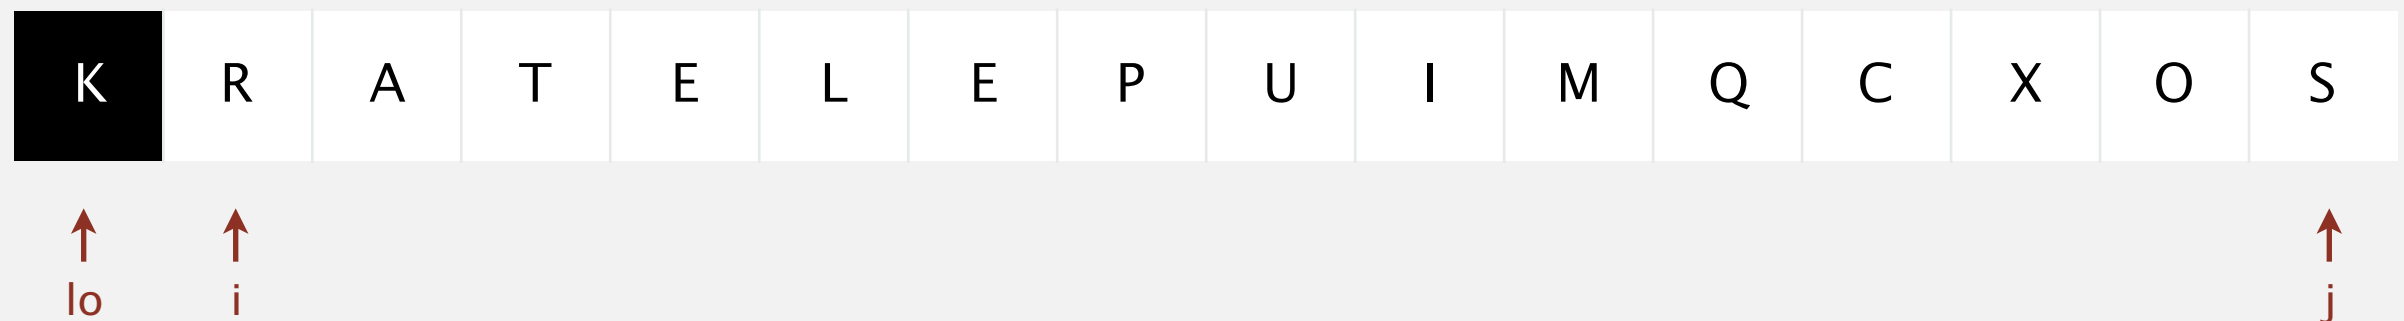 K R A T E L E P U I M Q C X O S
lo i j